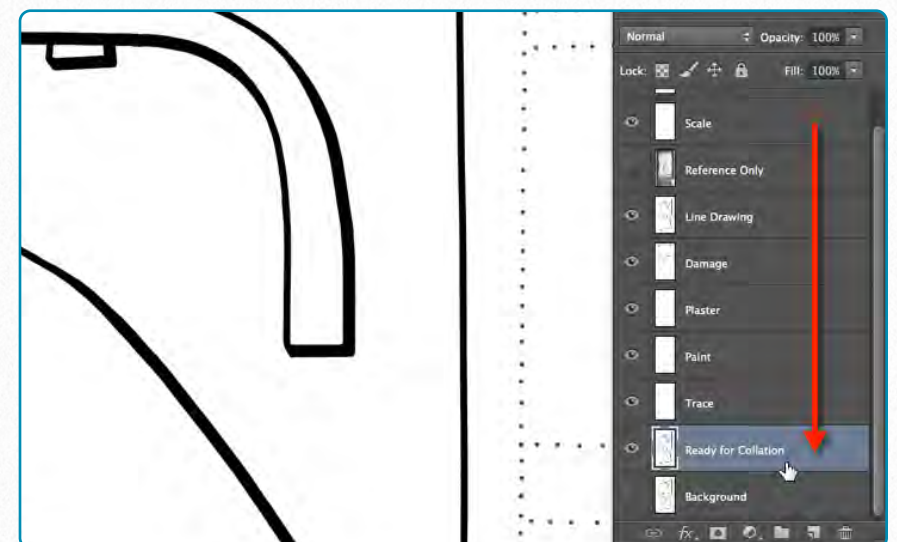 Normal Opacity: 100%
Lock: Fill: 100%
Scale
Reference Only
Line Drawing
Damage
Plaster
Paint
Trace
Ready for Collation
Background
fx.